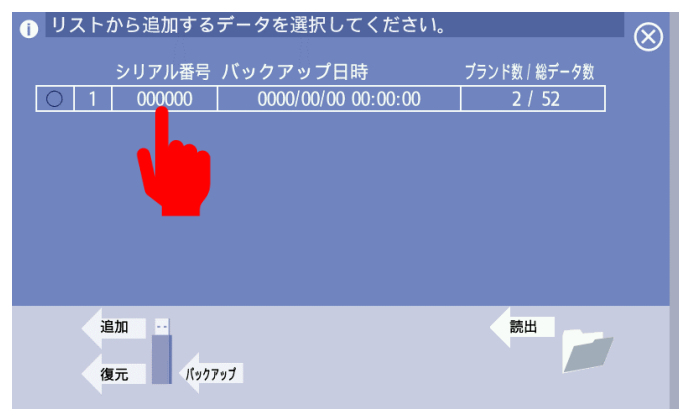 リストから追加するデータを選択してください。
シリアル番号 バックアップ日時 ブランド数 / 総データ数
○ 1 000000 0000/00/00 00:00:00 2 / 52
追加
読出
復元
バックアップ